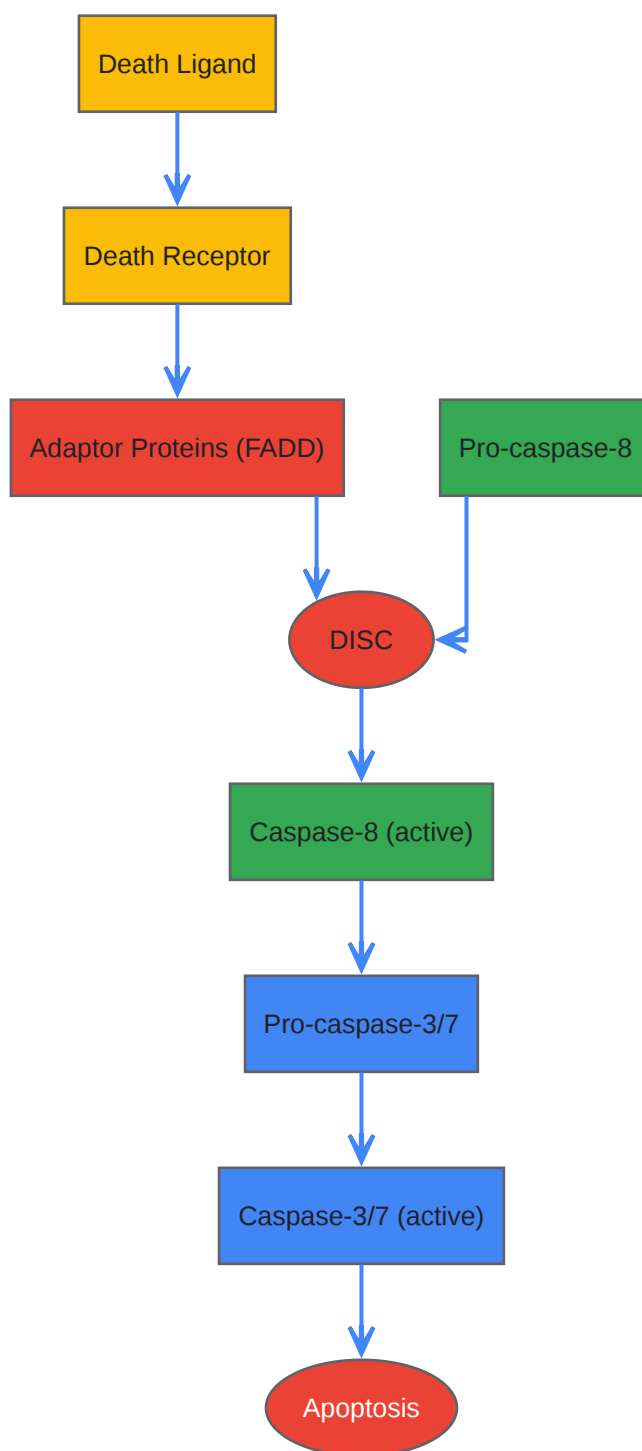 Death Ligand
Death Receptor
Adaptor Proteins (FADD)
Pro-caspase-8
DISC
Caspase-8 (active)
Pro-caspase-3/7
Caspase-3/7 (active)
Apoptosis